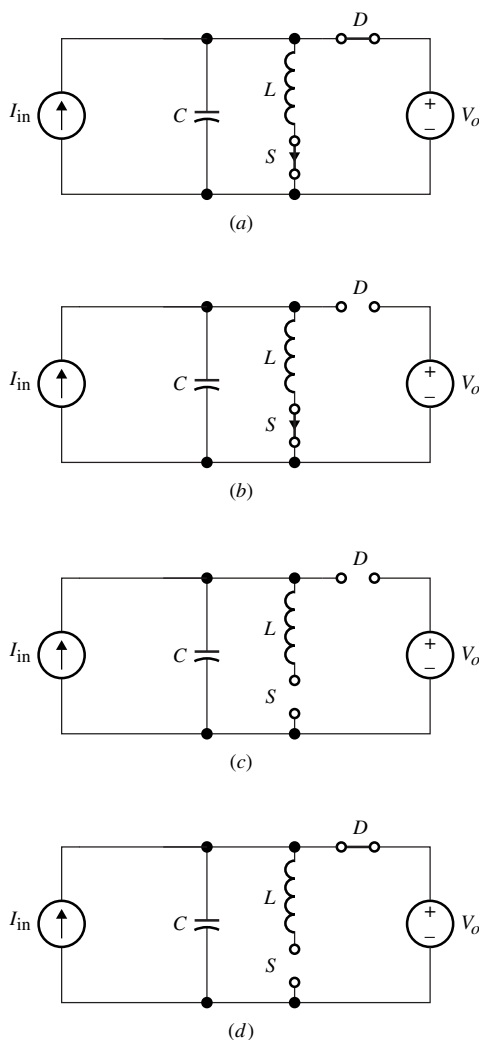 D
I_in C L S + − V_o
(a)
D
I_in C L S + − V_o
(b)
D
I_in C L S + − V_o
(c)
D
I_in C L S + − V_o
(d)